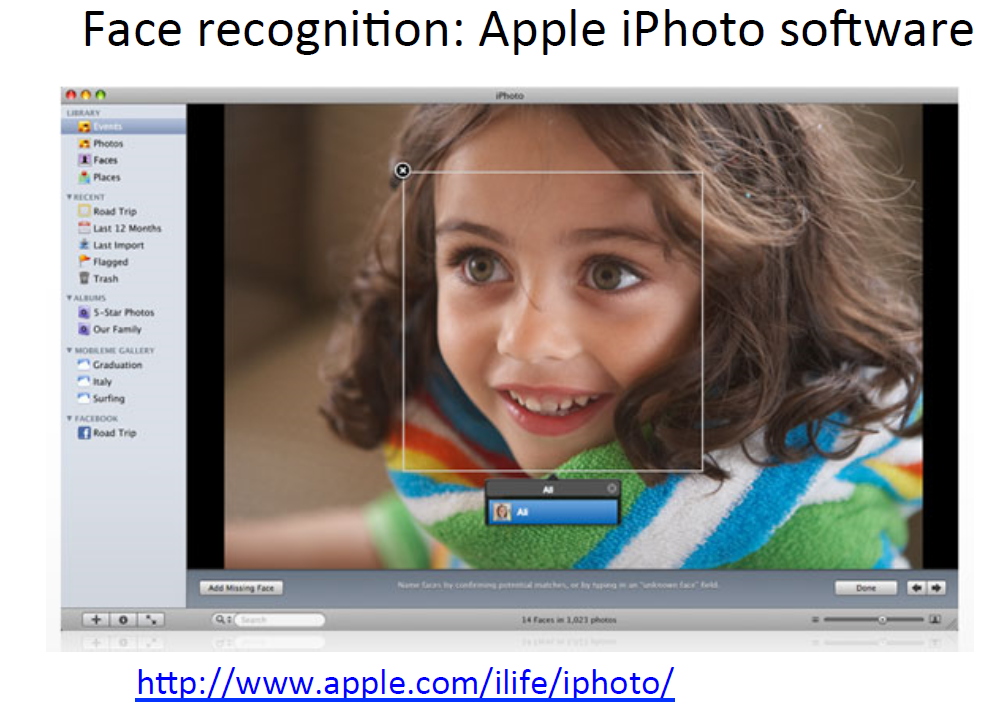 Face recognition: Apple iPhoto software
iPhoto
LIBRARY
Events
Photos
Faces
Places
RECENT
Road Trip
Last 12 Months
Last Import
Flagged
Trash
ALBUMS
5-Star Photos
Our Family
MOBILEME GALLERY
Graduation
Italy
Surfing
FACEBOOK
Road Trip
Ali
Ali
Add Missing Face
Name faces by confirming potential matches, or by typing in an "unknown face" field.
Done
Search
14 Faces in 1,023 photos
http://www.apple.com/ilife/iphoto/